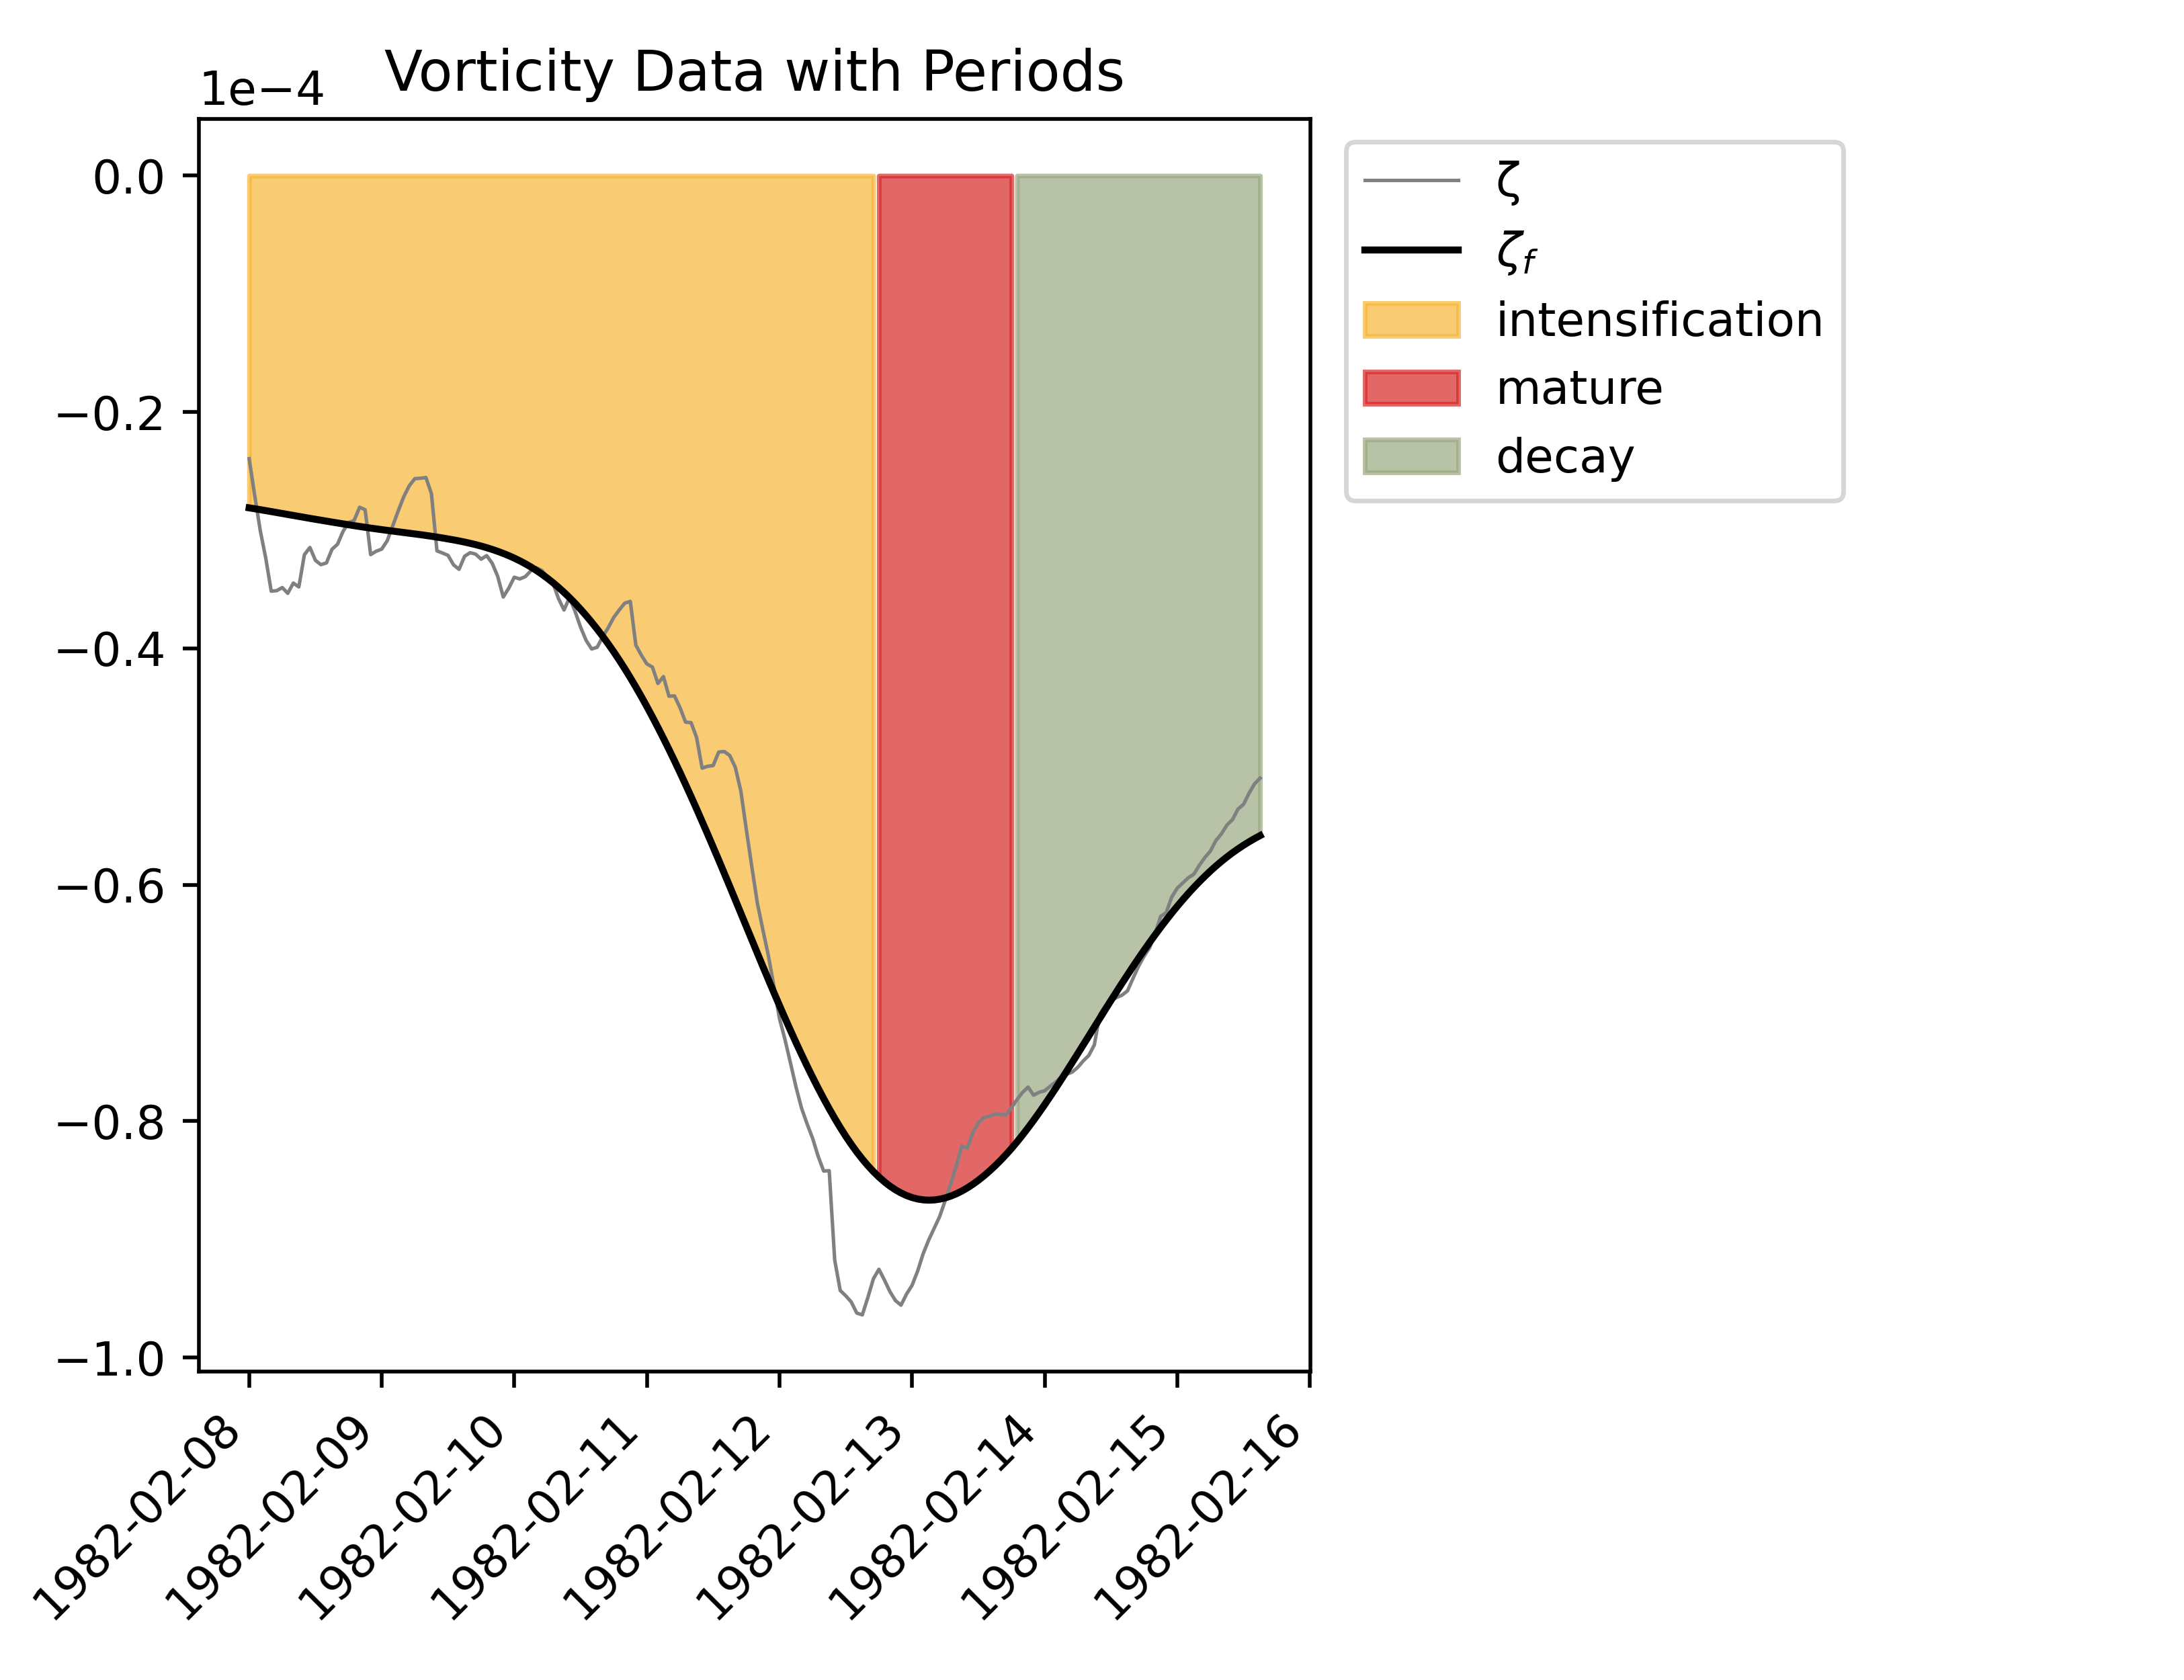 Vorticity Data with Periods
1e−4
0.0
−0.2
−0.4
−0.6
−0.8
−1.0
1982-02-08
1982-02-09
1982-02-10
1982-02-11
1982-02-12
1982-02-13
1982-02-14
1982-02-15
1982-02-16
ζ
ζf
intensification
mature
decay